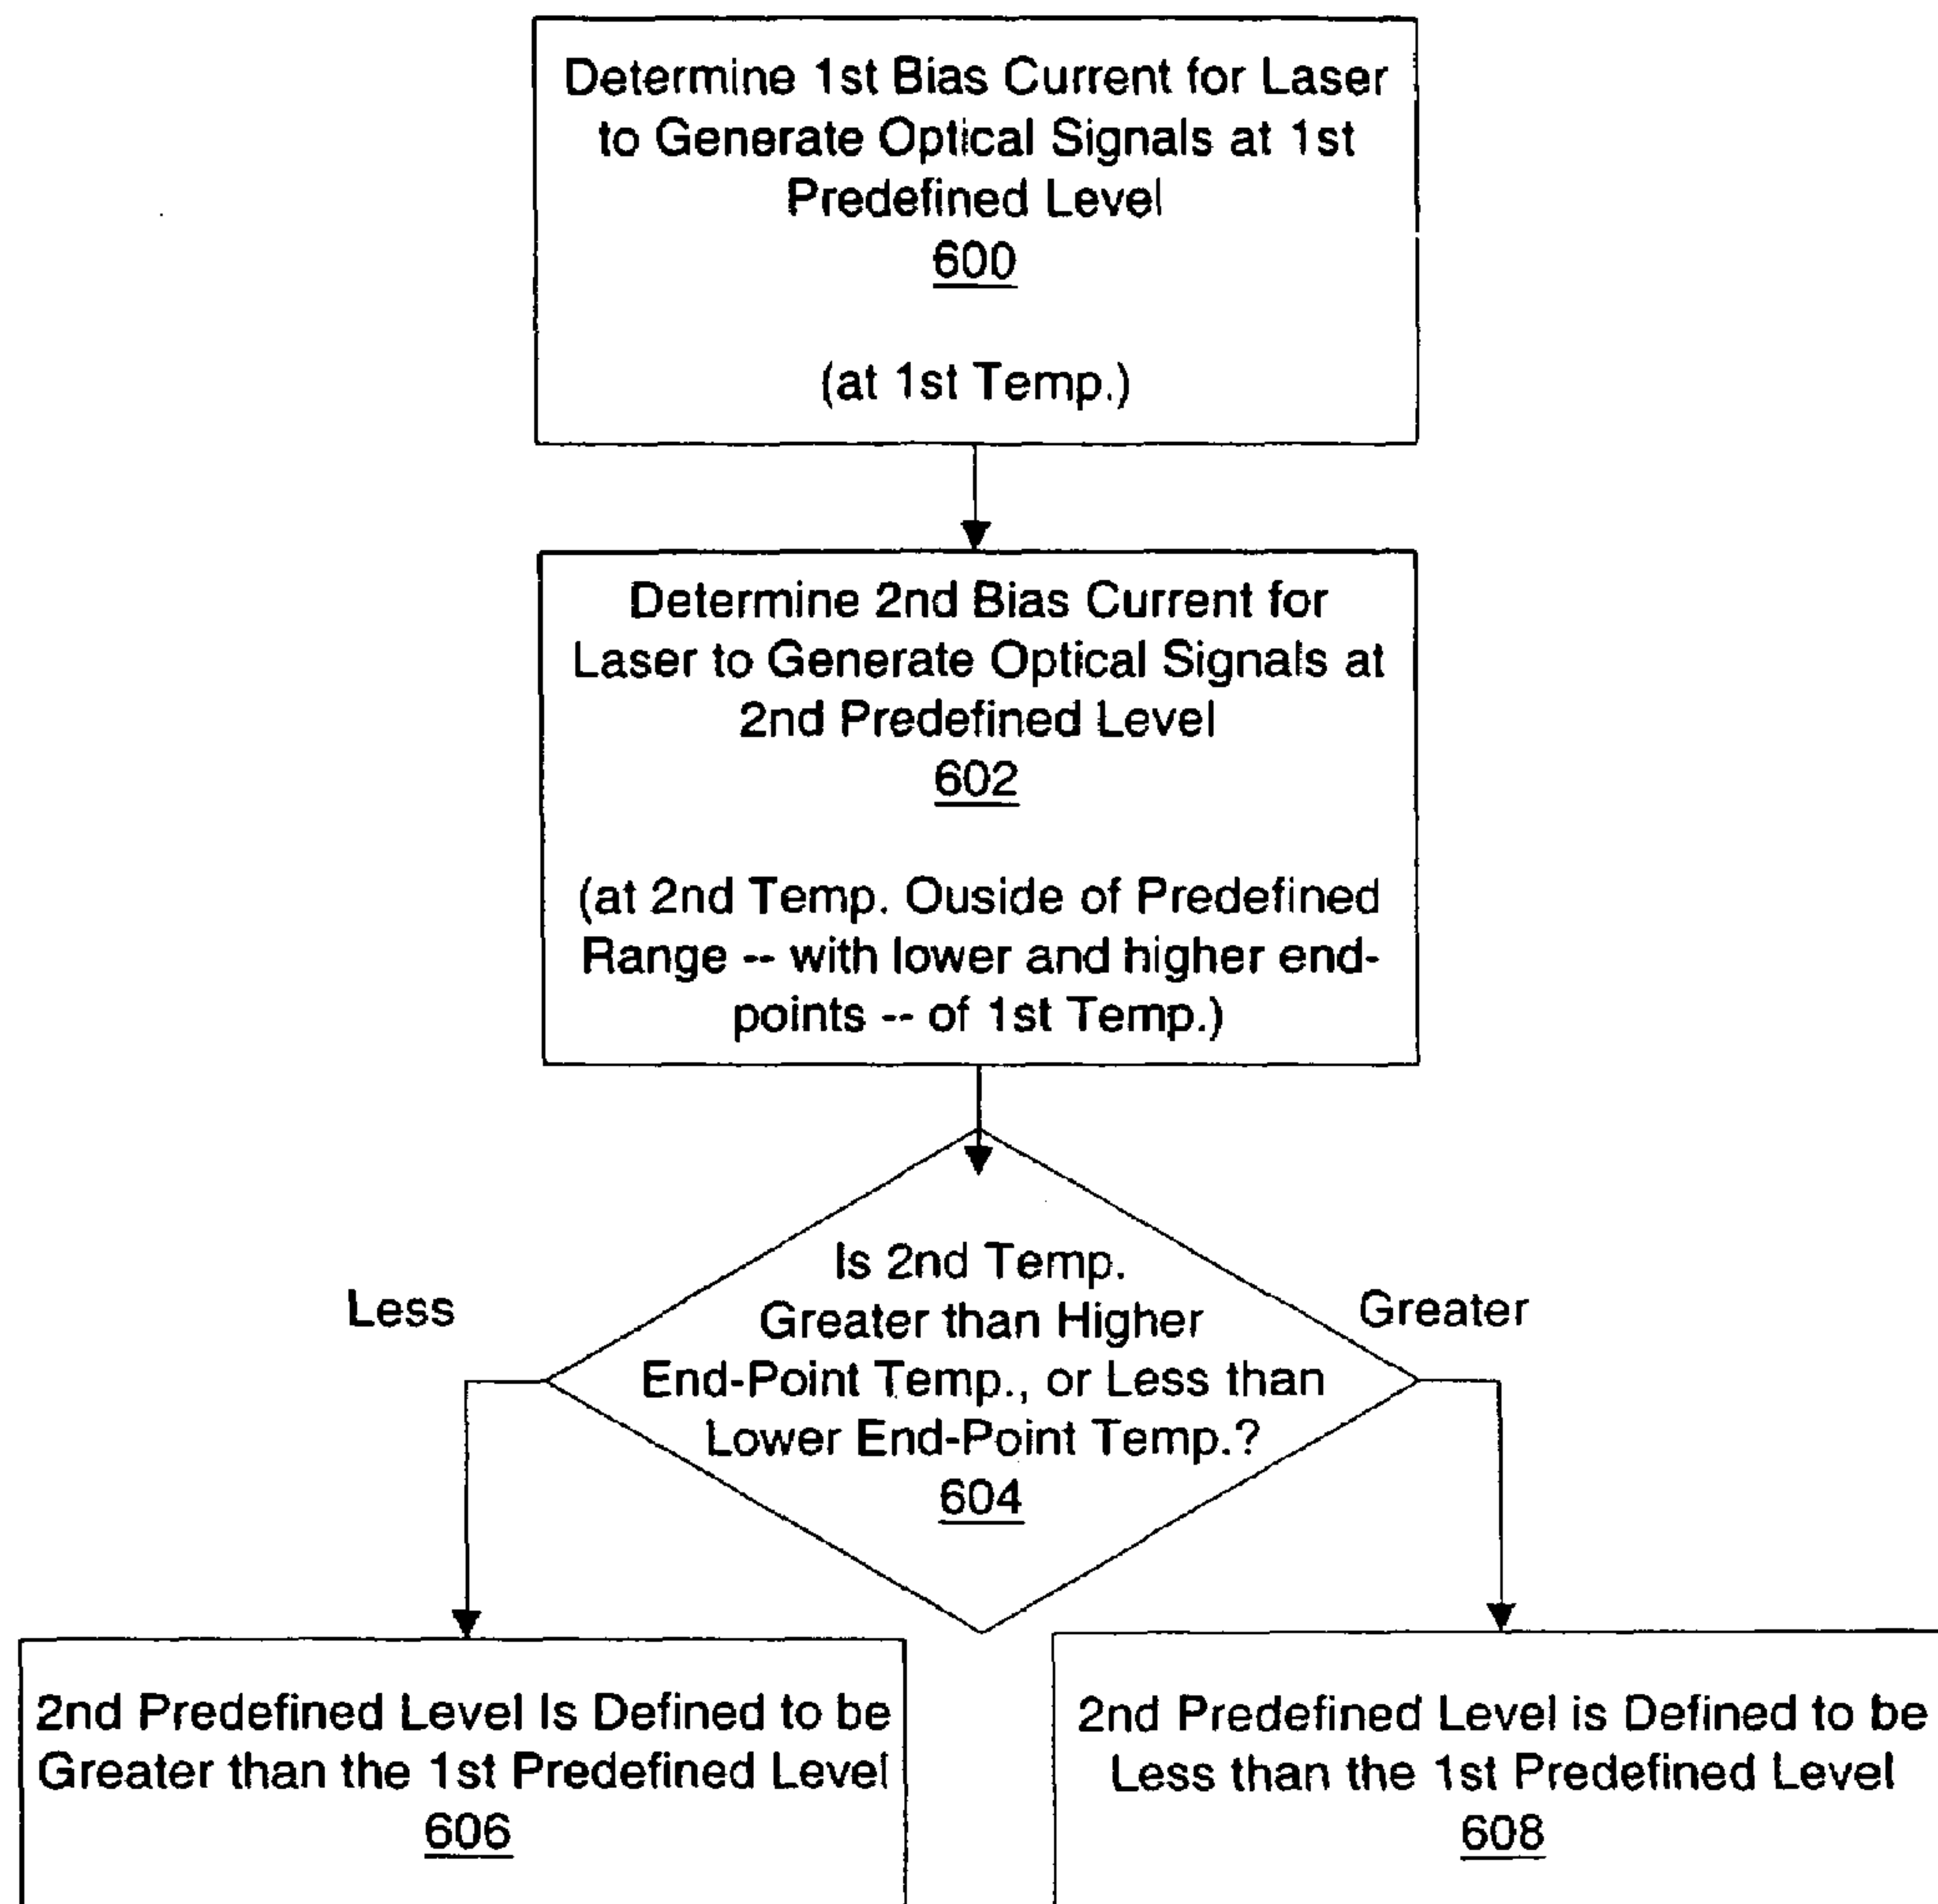 Determine 1st Bias Current for Laser
to Generate Optical Signals at 1st
Predefined Level
600
(at 1st Temp.)
Determine 2nd Bias Current for
Laser to Generate Optical Signals at
2nd Predefined Level
602
(at 2nd Temp. Ouside of Predefined
Range -- with lower and higher end-
points -- of 1st Temp.)
Is 2nd Temp.
Greater than Higher
End-Point Temp., or Less than
Lower End-Point Temp.?
604
Less
Greater
2nd Predefined Level Is Defined to be
Greater than the 1st Predefined Level
606
2nd Predefined Level is Defined to be
Less than the 1st Predefined Level
608